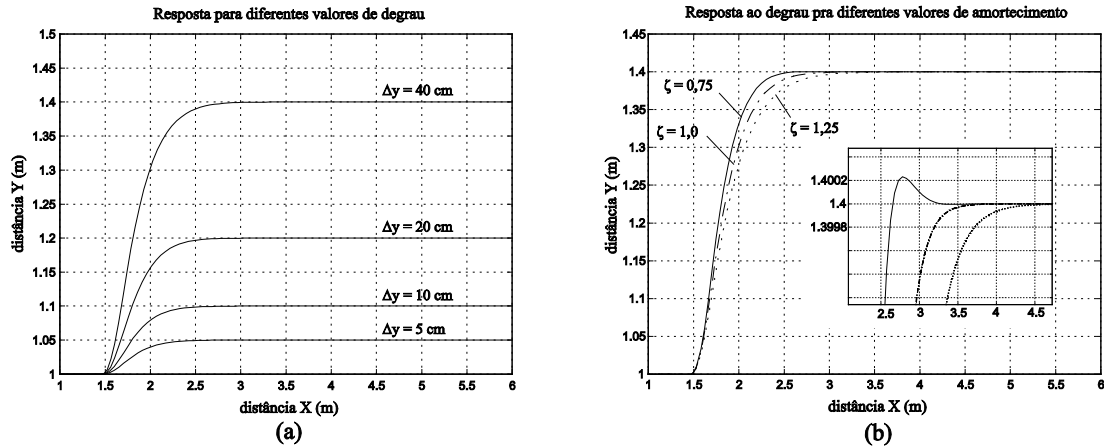 Resposta para diferentes valores de degrau
1.5
1.45
1.4
1.35
1.3
1.25
1.2
1.15
1.1
1.05
1
distância Y (m)
Δy = 40 cm
Δy = 20 cm
Δy = 10 cm
Δy = 5 cm
1 1.5 2 2.5 3 3.5 4 4.5 5 5.5 6
distância X (m)
(a)
Resposta ao degrau pra diferentes valores de amortecimento
1.45
1.4
1.35
1.3
1.25
1.2
1.15
1.1
1.05
1
distância Y (m)
ζ = 0,75
ζ = 1,0
ζ = 1,25
1.4002
1.4
1.3998
2.5 3 3.5 4 4.5
1 1.5 2 2.5 3 3.5 4 4.5 5 5.5 6
distância X (m)
(b)